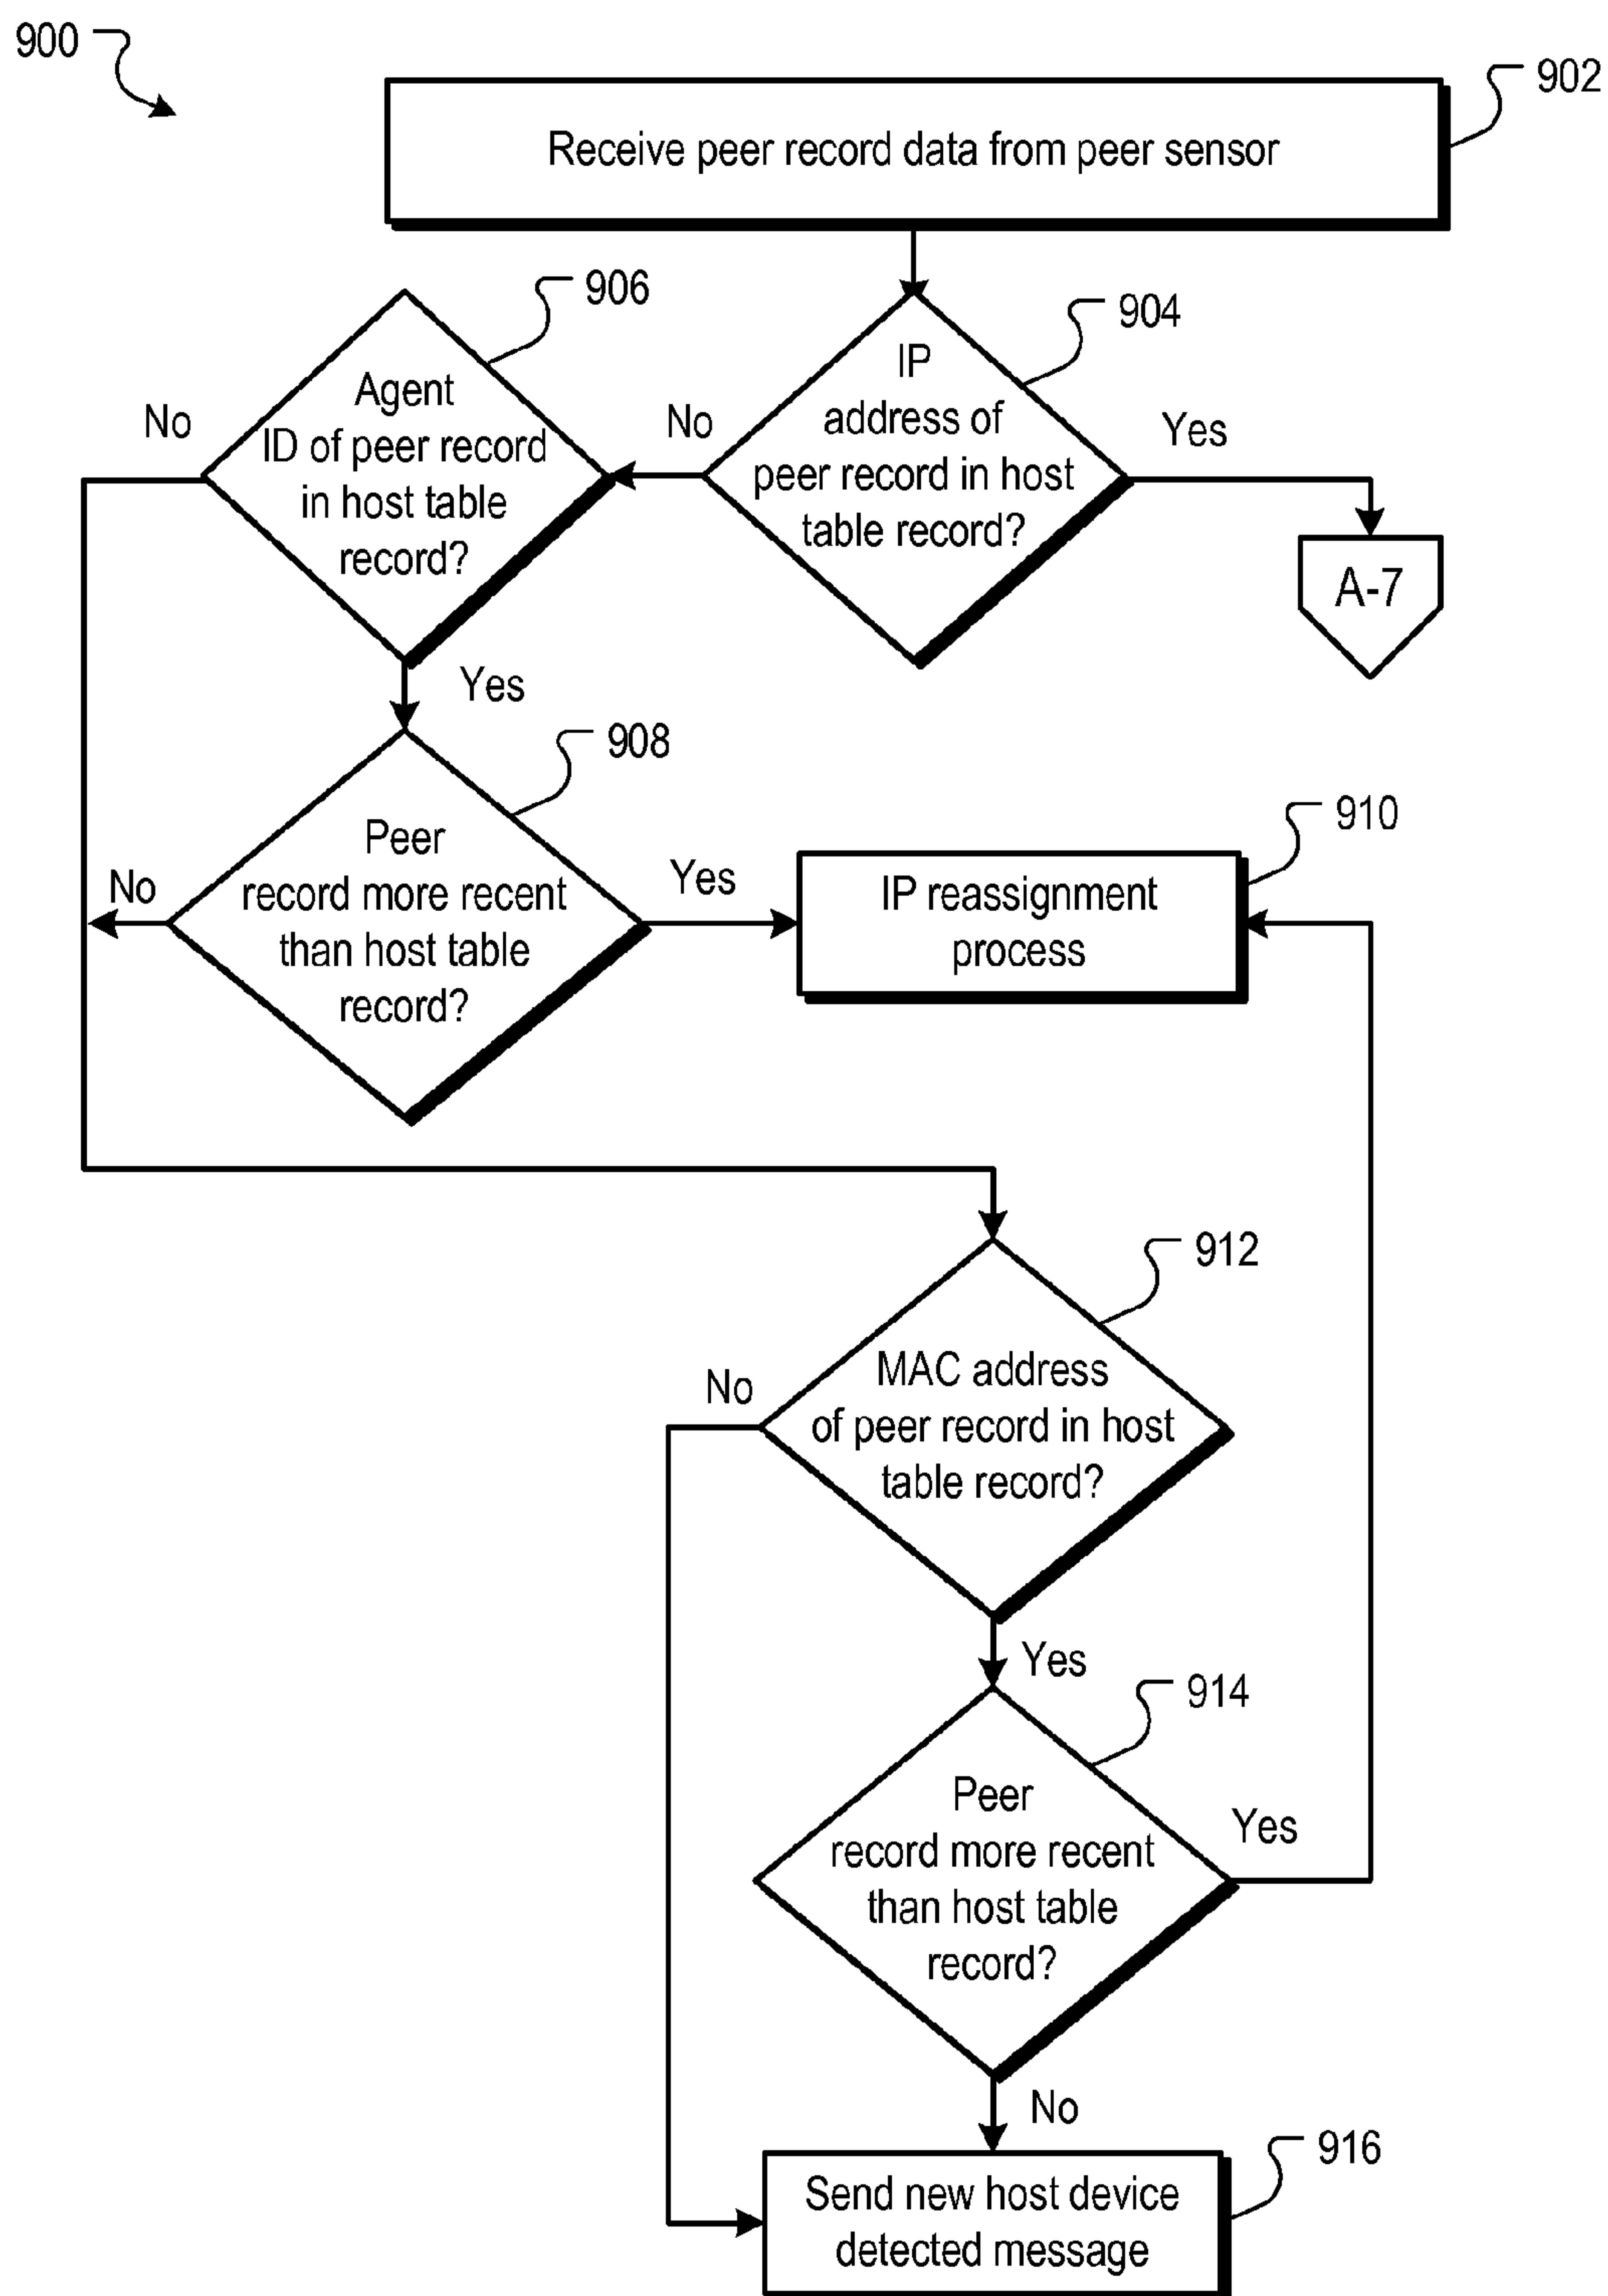 900
902
Receive peer record data from peer sensor
906
904
Agent
ID of peer record
in host table
record?
No
IP
address of
peer record in host
table record?
No
Yes
A-7
Yes
908
Peer
record more recent
than host table
record?
No
Yes
910
IP reassignment
process
912
MAC address
of peer record in host
table record?
No
Yes
914
Peer
record more recent
than host table
record?
Yes
No
916
Send new host device
detected message